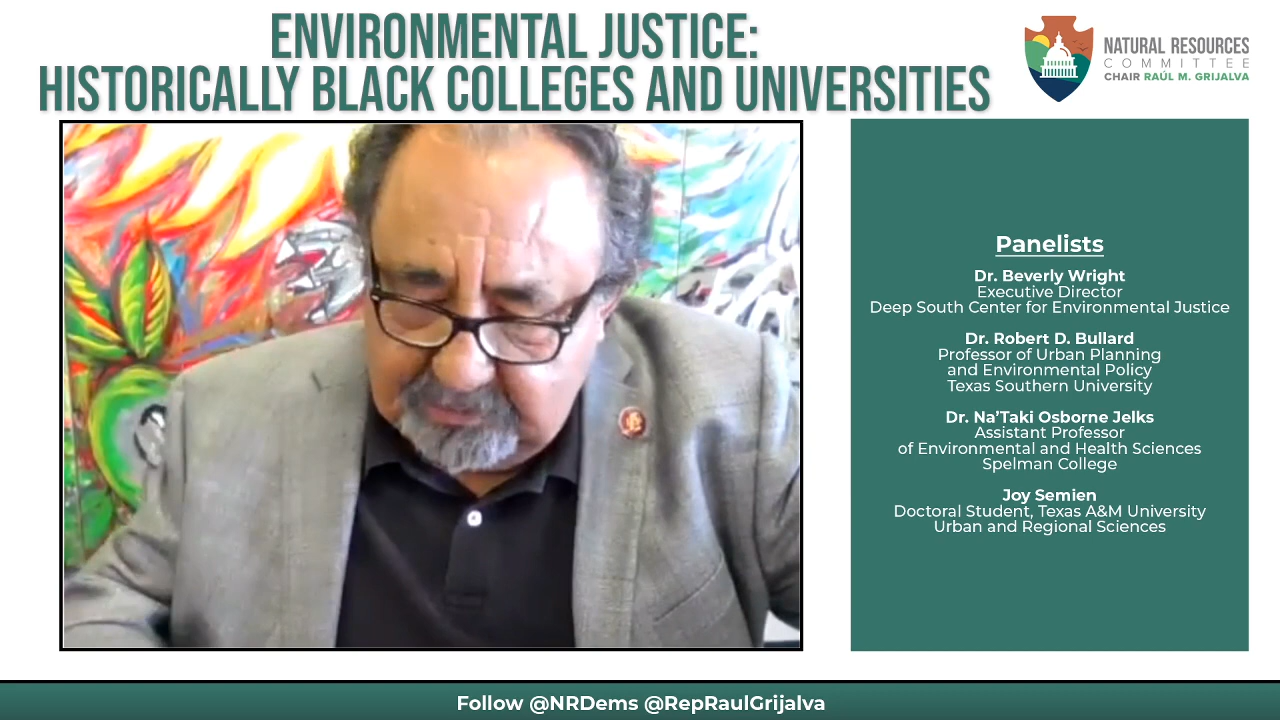 ENVIRONMENTAL JUSTICE:
HISTORICALLY BLACK COLLEGES AND UNIVERSITIES
NATURAL RESOURCES
COMMITTEE
CHAIR RAÚL M. GRIJALVA
Panelists
Dr. Beverly Wright
Executive Director
Deep South Center for Environmental Justice
Dr. Robert D. Bullard
Professor of Urban Planning
and Environmental Policy
Texas Southern University
Dr. Na’Taki Osborne Jelks
Assistant Professor
of Environmental and Health Sciences
Spelman College
Joy Semien
Doctoral Student, Texas A&M University
Urban and Regional Sciences
Follow @NRDems @RepRaulGrijalva